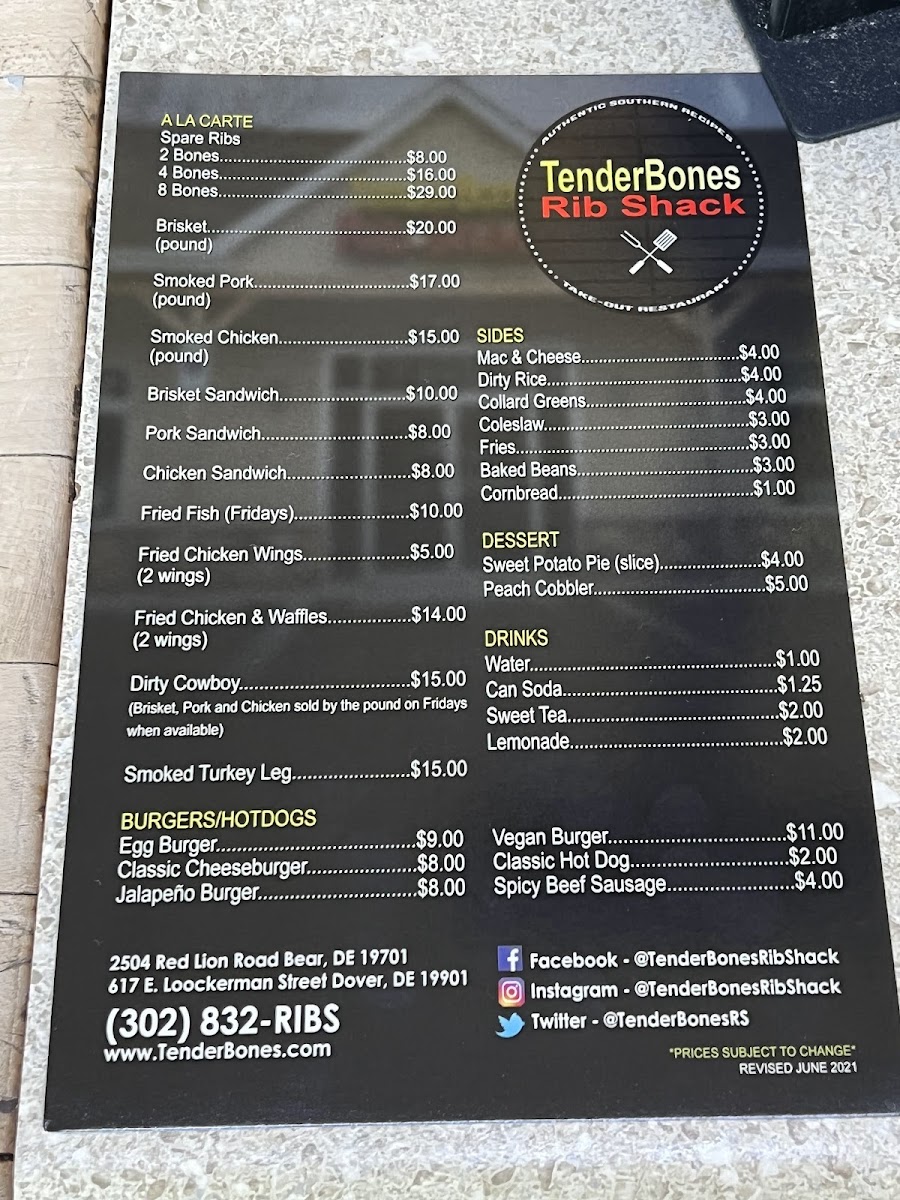 A LA CARTE
Spare Ribs
2 Bones.......................................$8.00
4 Bones.......................................$16.00
8 Bones.......................................$29.00
Brisket.........................................$20.00
(pound)
Smoked Pork...............................$17.00
(pound)
Smoked Chicken.........................$15.00
(pound)
Brisket Sandwich........................$10.00
Pork Sandwich............................$8.00
Chicken Sandwich.......................$8.00
Fried Fish (Fridays).....................$10.00
Fried Chicken Wings....................$5.00
(2 wings)
Fried Chicken & Waffles...............$14.00
(2 wings)
Dirty Cowboy................................$15.00
(Brisket, Pork and Chicken sold by the pound on Fridays
when available)
Smoked Turkey Leg.....................$15.00
AUTHENTIC SOUTHERN RECIPES
TenderBones
Rib Shack
TAKE-OUT RESTAURANT
SIDES
Mac & Cheese.................................$4.00
Dirty Rice.........................................$4.00
Collard Greens.................................$4.00
Coleslaw...........................................$3.00
Fries.................................................$3.00
Baked Beans....................................$3.00
Cornbread.........................................$1.00
DESSERT
Sweet Potato Pie (slice)....................$4.00
Peach Cobbler..................................$5.00
DRINKS
Water................................................$1.00
Can Soda..........................................$1.25
Sweet Tea.........................................$2.00
Lemonade.........................................$2.00
BURGERS/HOTDOGS
Egg Burger....................................$9.00
Classic Cheeseburger...................$8.00
Jalapeño Burger............................$8.00
Vegan Burger...................................$11.00
Classic Hot Dog...............................$2.00
Spicy Beef Sausage........................$4.00
2504 Red Lion Road Bear, DE 19701
617 E. Loockerman Street Dover, DE 19901
(302) 832-RIBS
www.TenderBones.com
Facebook - @TenderBonesRibShack
Instagram - @TenderBonesRibShack
Twitter - @TenderBonesRS
*PRICES SUBJECT TO CHANGE*
REVISED JUNE 2021